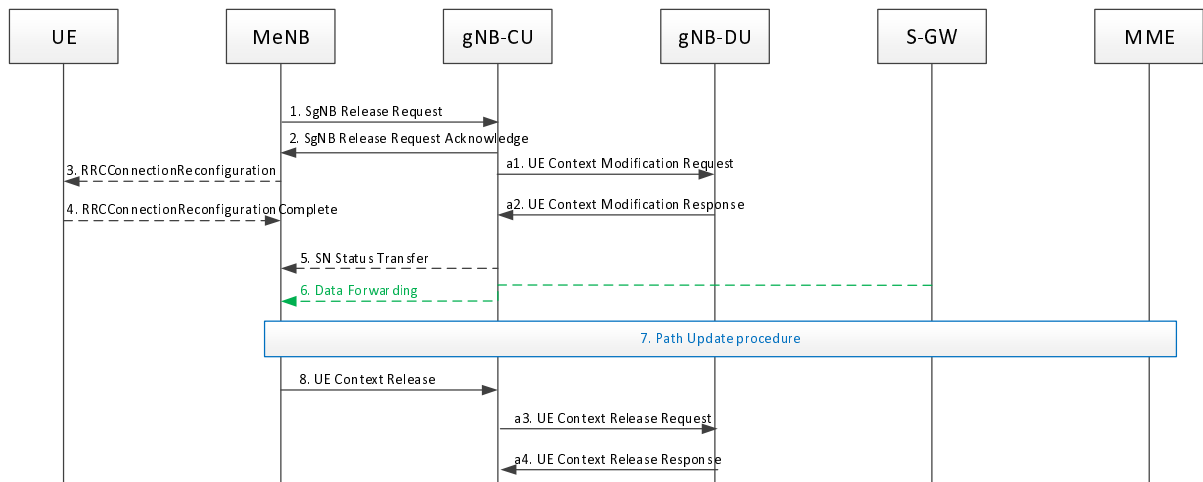 UE
MeNB
gNB-CU
gNB-DU
S-GW
MME
1. SgNB Release Request
2. SgNB Release Request Acknowledge
a1. UE Context Modification Request
3. RRCConnectionReconfiguration
a2. UE Context Modification Response
4. RRCConnectionReconfigurationComplete
5. SN Status Transfer
6. Data Forwarding
7. Path Update procedure
8. UE Context Release
a3. UE Context Release Request
a4. UE Context Release Response